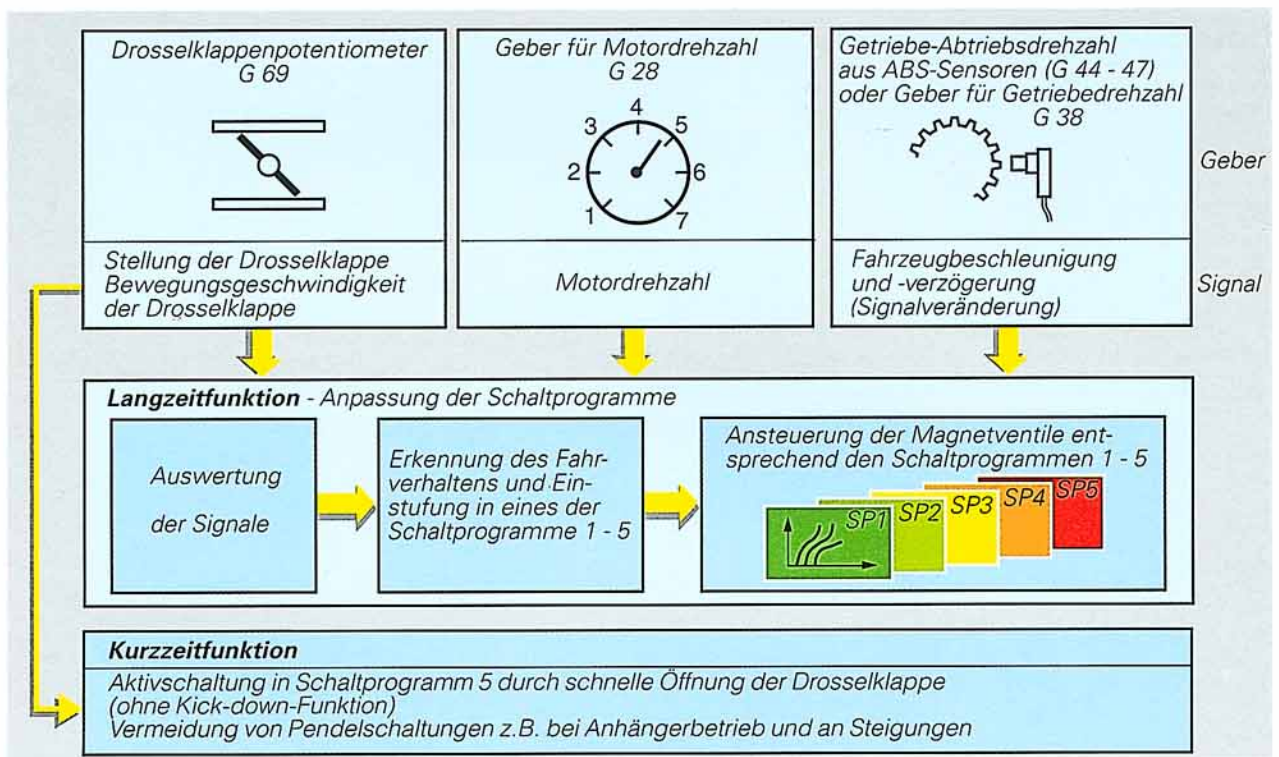 Drosselklappenpotentiometer
G 69
Geber für Motordrehzahl
G 28
1
2
3
4
5
6
7
Getriebe-Abtriebsdrehzahl
aus ABS-Sensoren (G 44 - 47)
oder Geber für Getriebedrehzahl
G 38
Geber
Stellung der Drosselklappe
Bewegungsgeschwindigkeit
der Drosselklappe
Motordrehzahl
Fahrzeugbeschleunigung
und -verzögerung
(Signalveränderung)
Signal
Langzeitfunktion - Anpassung der Schaltprogramme
Auswertung
der Signale
Erkennung des Fahr-
verhaltens und Ein-
stufung in eines der
Schaltprogramme 1 - 5
Ansteuerung der Magnetventile ent-
sprechend den Schaltprogrammen 1 - 5
SP1
SP2
SP3
SP4
SP5
Kurzzeitfunktion
Aktivschaltung in Schaltprogramm 5 durch schnelle Öffnung der Drosselklappe
(ohne Kick-down-Funktion)
Vermeidung von Pendelschaltungen z.B. bei Anhängerbetrieb und an Steigungen